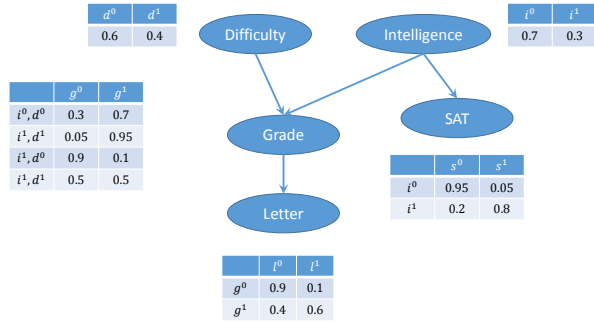 d⁰ d¹
0.6 0.4
Difficulty
Intelligence
i⁰ i¹
0.7 0.3
g⁰ g¹
i⁰, d⁰ 0.3 0.7
i¹, d¹ 0.05 0.95
i¹, d⁰ 0.9 0.1
i¹, d¹ 0.5 0.5
Grade
SAT
s⁰ s¹
i⁰ 0.95 0.05
i¹ 0.2 0.8
Letter
l⁰ l¹
g⁰ 0.9 0.1
g¹ 0.4 0.6